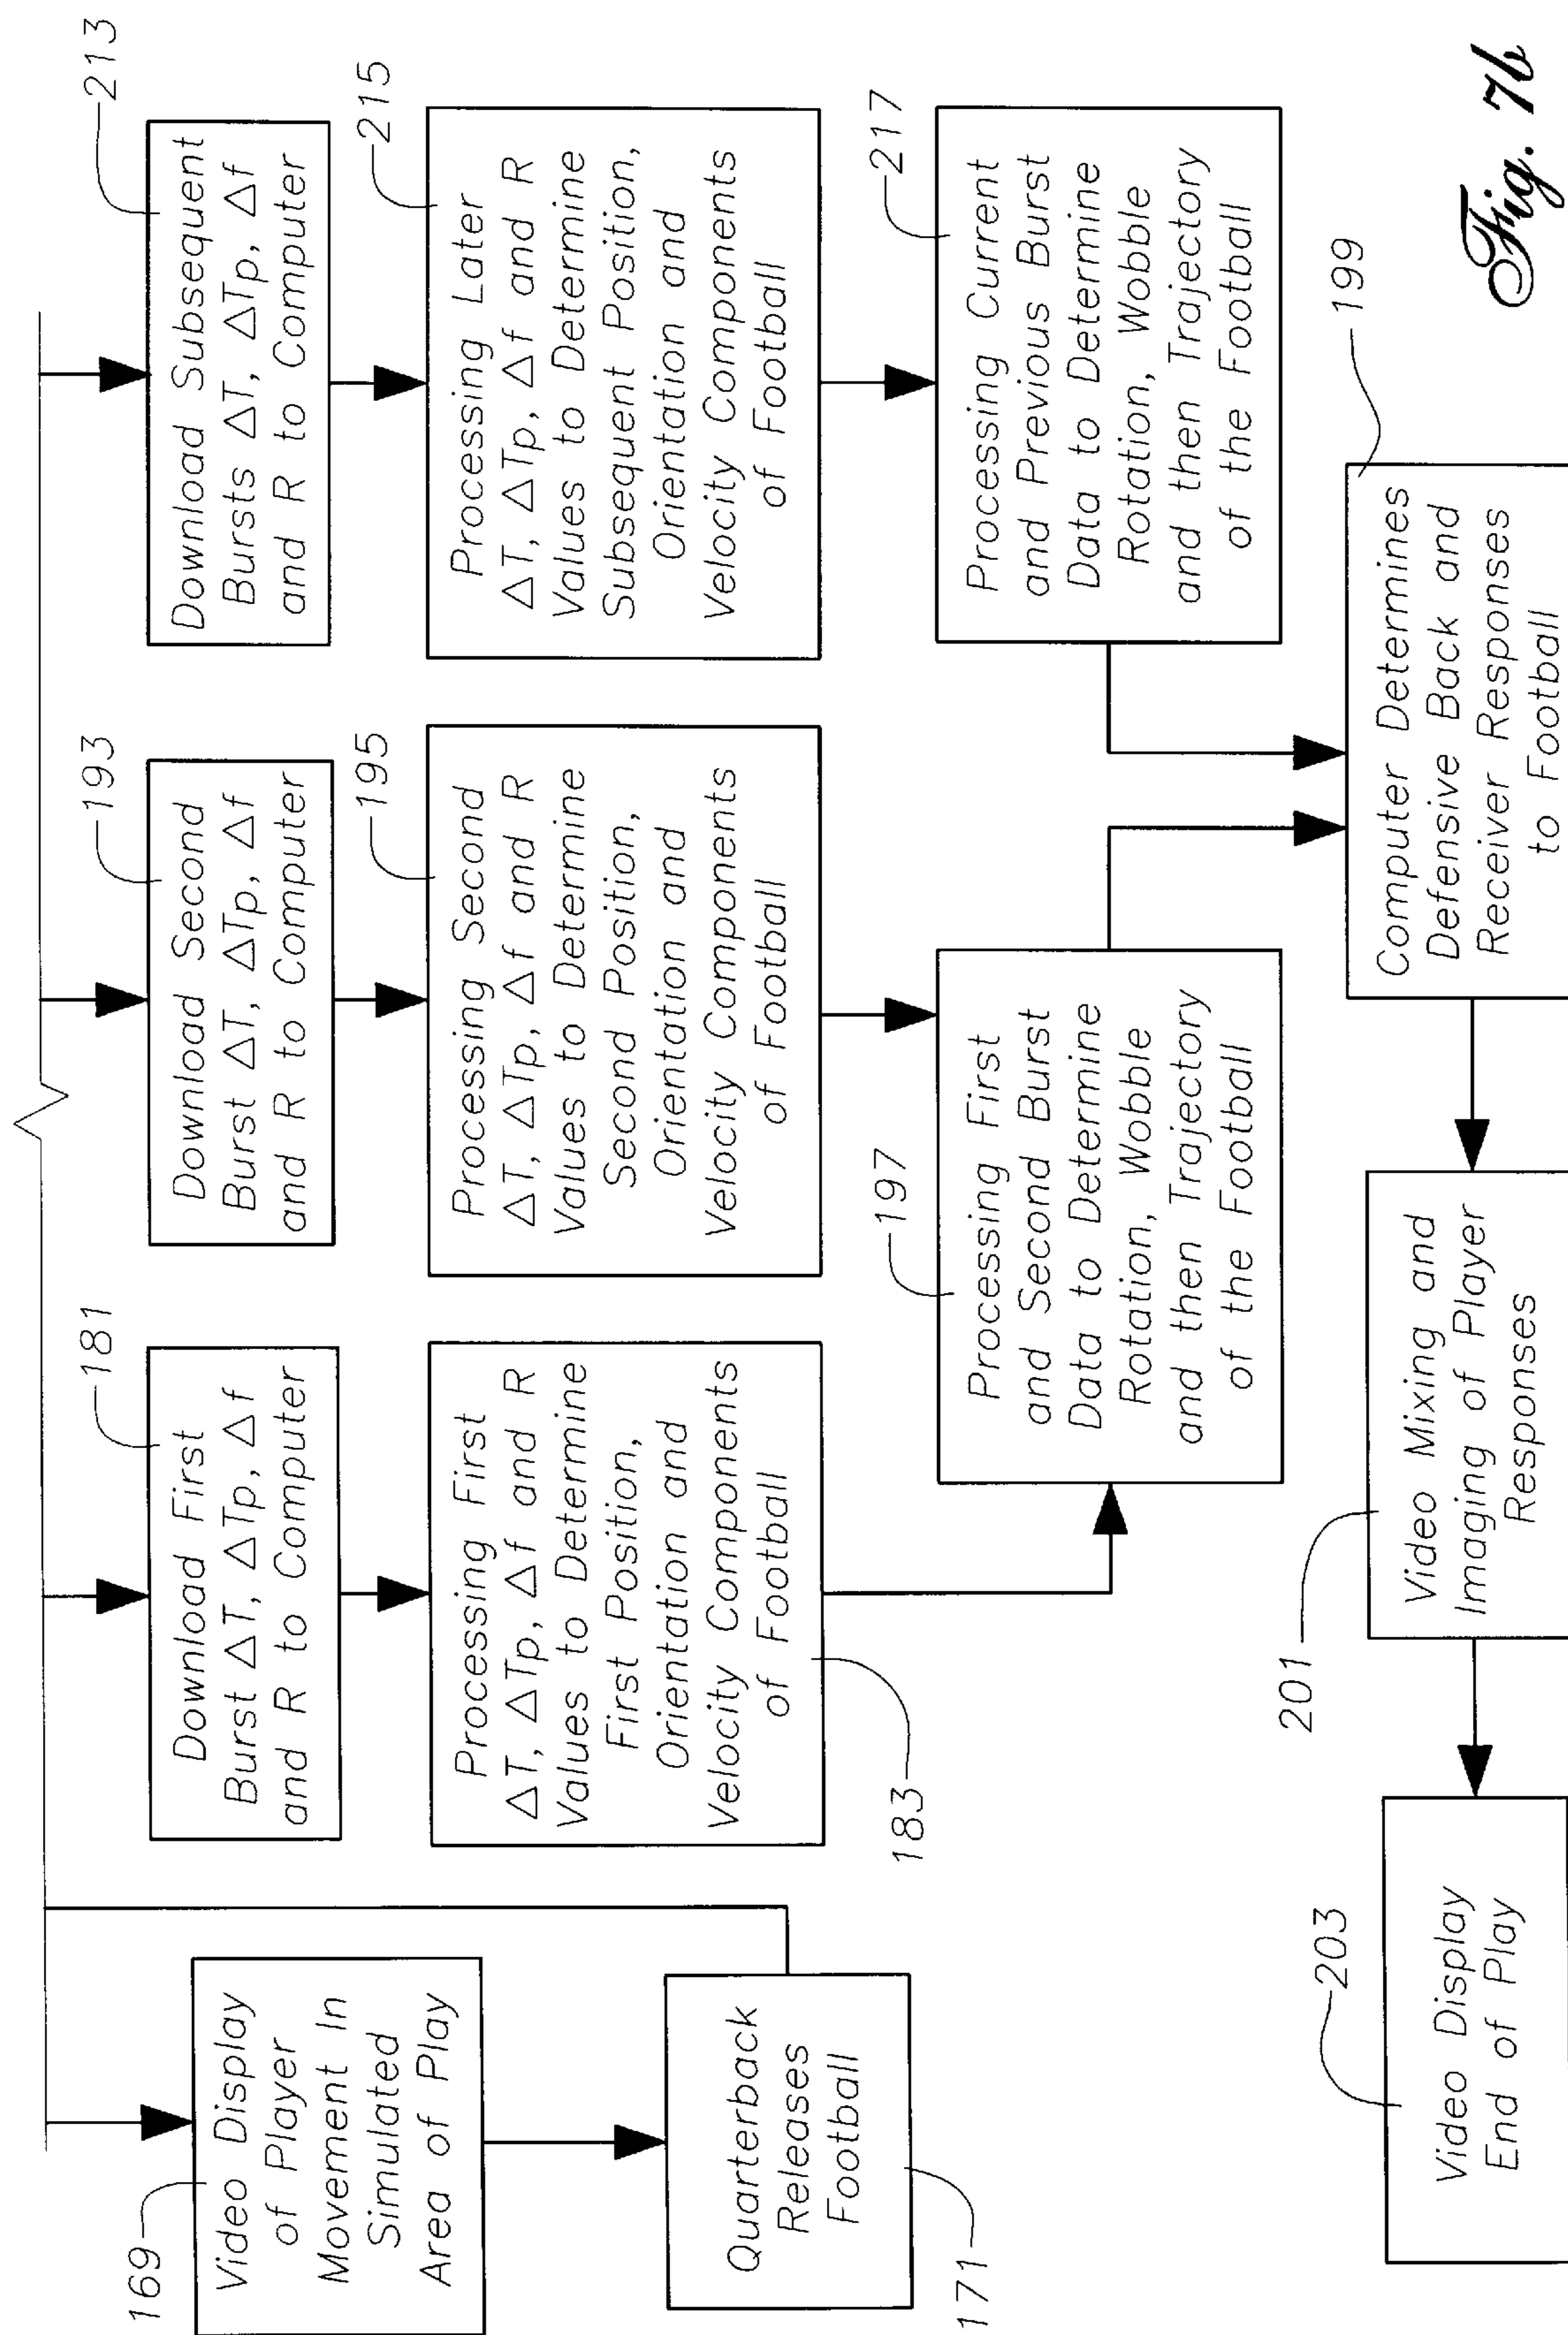 169
Video Display
of Player
Movement In
Simulated
Area of Play
Quarterback
Releases
Football
171
181
Download First
Burst ΔT, ΔTp, Δf
and R to Computer
Processing First
ΔT, ΔTp, Δf and R
Values to Determine
First Position,
Orientation and
Velocity Components
of Football
183
193
Download Second
Burst ΔT, ΔTp, Δf
and R to Computer
195
Processing Second
ΔT, ΔTp, Δf and R
Values to Determine
Second Position,
Orientation and
Velocity Components
of Football
197
Processing First
and Second Burst
Data to Determine
Rotation, Wobble
and then Trajectory
of the Football
213
Download Subsequent
Bursts ΔT, ΔTp, Δf
and R to Computer
215
Processing Later
ΔT, ΔTp, Δf and R
Values to Determine
Subsequent Position,
Orientation and
Velocity Components
of Football
217
Processing Current
and Previous Burst
Data to Determine
Rotation, Wobble
and then Trajectory
of the Football
199
Computer Determines
Defensive Back and
Receiver Responses
to Football
201
Video Mixing and
Imaging of Player
Responses
203
Video Display
End of Play
Fig. 7b